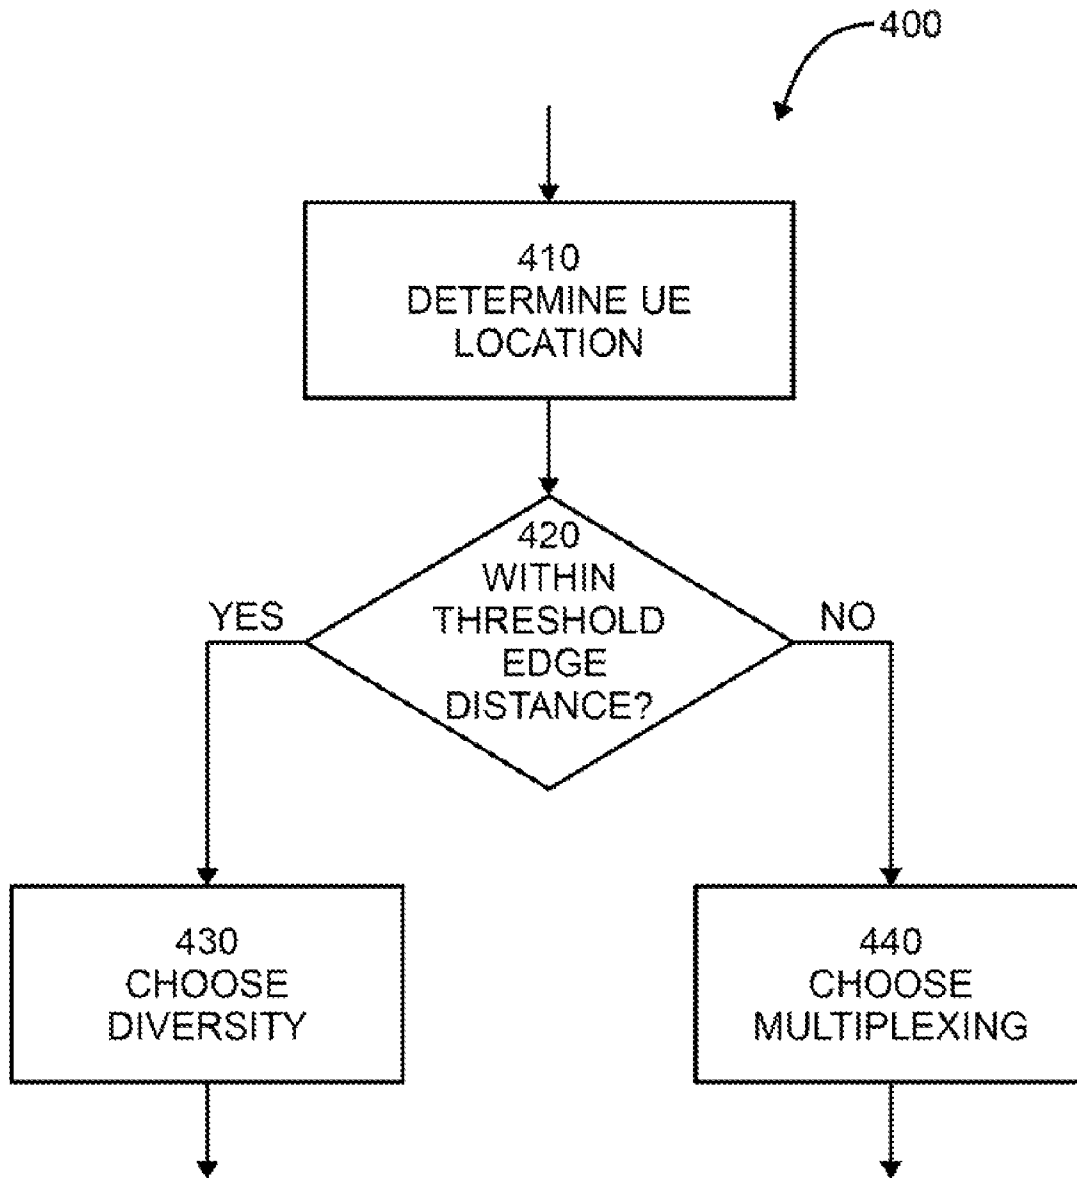 400
410
DETERMINE UE
LOCATION
420
WITHIN
THRESHOLD
EDGE
DISTANCE?
YES
NO
430
CHOOSE
DIVERSITY
440
CHOOSE
MULTIPLEXING